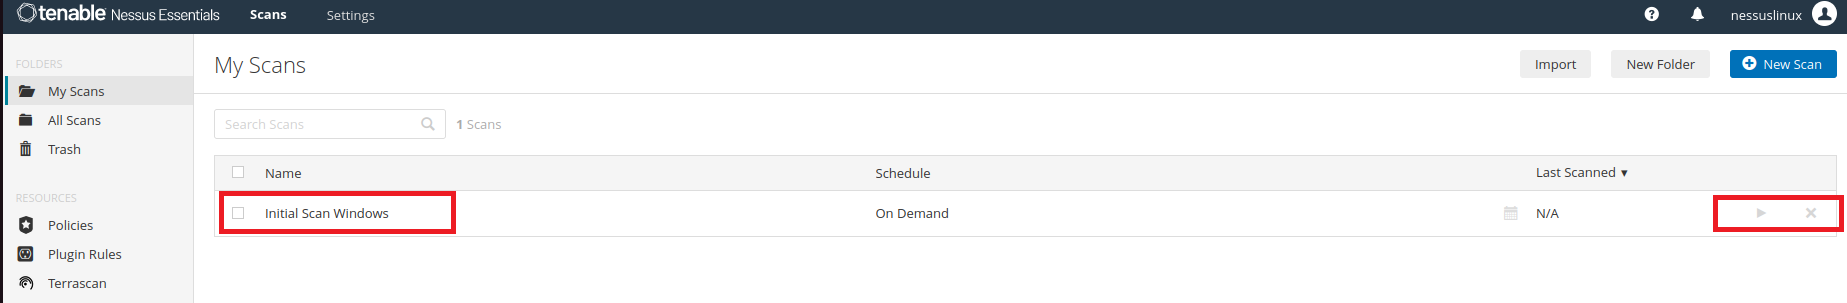 tenable Nessus Essentials Scans Settings nessuslinux
FOLDERS
My Scans
All Scans
Trash
RESOURCES
Policies
Plugin Rules
Terrascan
My Scans Import New Folder New Scan
Search Scans 1 Scans
Name Schedule Last Scanned ▼
Initial Scan Windows On Demand N/A